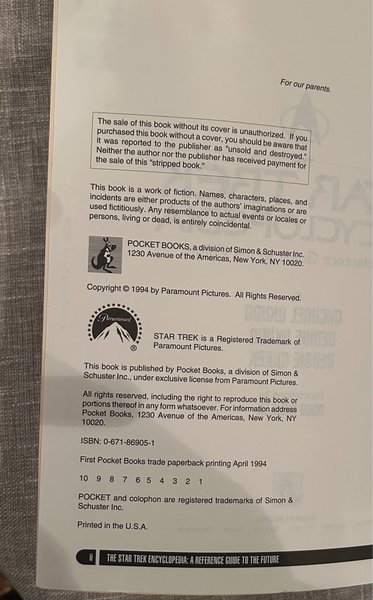 For our parents.
The sale of this book without its cover is unauthorized. If you
purchased this book without a cover, you should be aware that
it was reported to the publisher as "unsold and destroyed."
Neither the author nor the publisher has received payment for
the sale of this "stripped book."
This book is a work of fiction. Names, characters, places, and
incidents are either products of the authors' imaginations or are
used fictitiously. Any resemblance to actual events or locales or
persons, living or dead, is entirely coincidental.
POCKET BOOKS, a division of Simon & Schuster Inc.
1230 Avenue of the Americas, New York, NY 10020.
Copyright © 1994 by Paramount Pictures. All Rights Reserved.
Paramount
®
STAR TREK is a Registered Trademark of
Paramount Pictures.
This book is published by Pocket Books, a division of Simon &
Schuster Inc., under exclusive license from Paramount Pictures.
All rights reserved, including the right to reproduce this book or
portions thereof in any form whatsoever. For information address
Pocket Books, 1230 Avenue of the Americas, New York, NY
10020.
ISBN: 0-671-86905-1
First Pocket Books trade paperback printing April 1994
10 9 8 7 6 5 4 3 2 1
POCKET and colophon are registered trademarks of Simon &
Schuster Inc.
Printed in the U.S.A.
ii THE STAR TREK ENCYCLOPEDIA: A REFERENCE GUIDE TO THE FUTURE